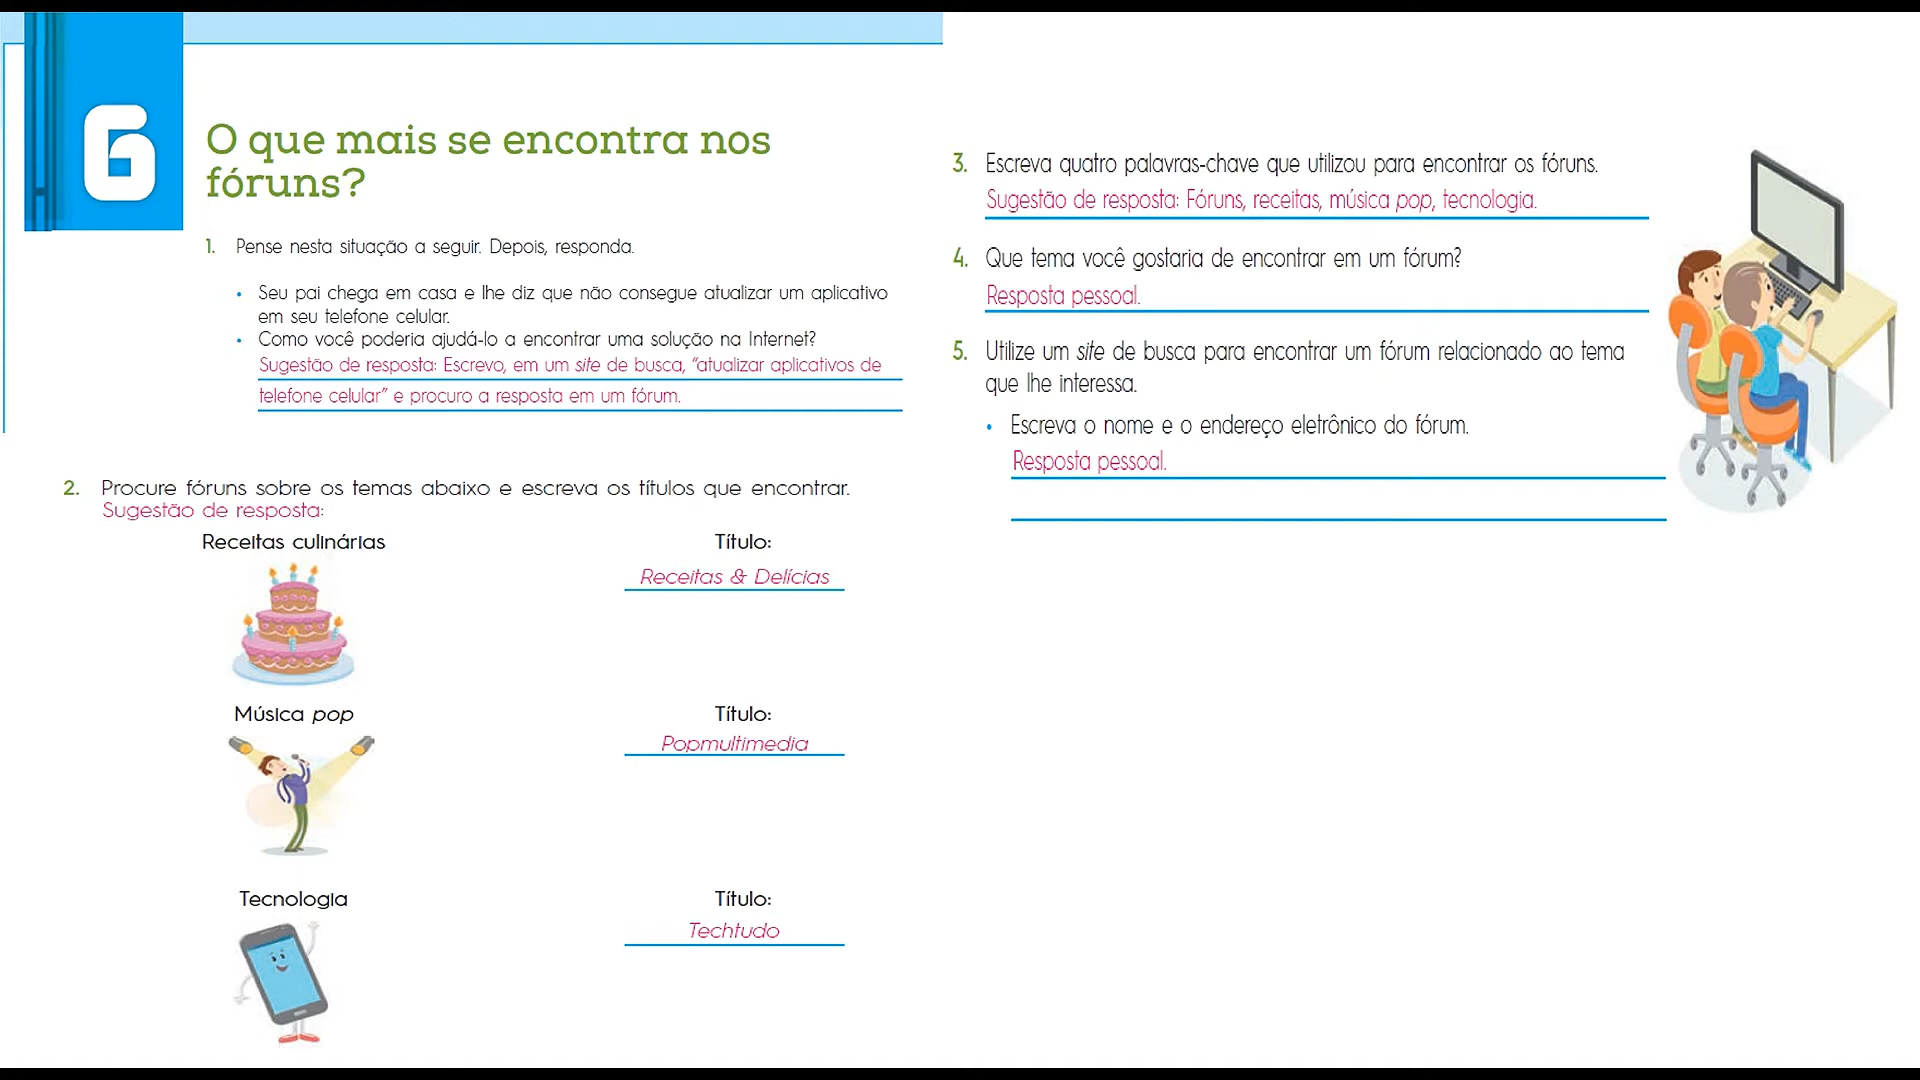 6
O que mais se encontra nos
fóruns?
1. Pense nesta situação a seguir. Depois, responda.
• Seu pai chega em casa e lhe diz que não consegue atualizar um aplicativo
em seu telefone celular.
• Como você poderia ajudá-lo a encontrar uma solução na Internet?
Sugestão de resposta: Escrevo, em um site de busca, “atualizar aplicativos de
telefone celular” e procuro a resposta em um fórum.
2. Procure fóruns sobre os temas abaixo e escreva os títulos que encontrar.
Sugestão de resposta:
Receitas culinárias
Título:
Receitas & Delícias
Música pop
Título:
Popmultimedia
Tecnologia
Título:
Techtudo
3. Escreva quatro palavras-chave que utilizou para encontrar os fóruns.
Sugestão de resposta: Fóruns, receitas, música pop, tecnologia.
4. Que tema você gostaria de encontrar em um fórum?
Resposta pessoal.
5. Utilize um site de busca para encontrar um fórum relacionado ao tema
que lhe interessa.
• Escreva o nome e o endereço eletrônico do fórum.
Resposta pessoal.